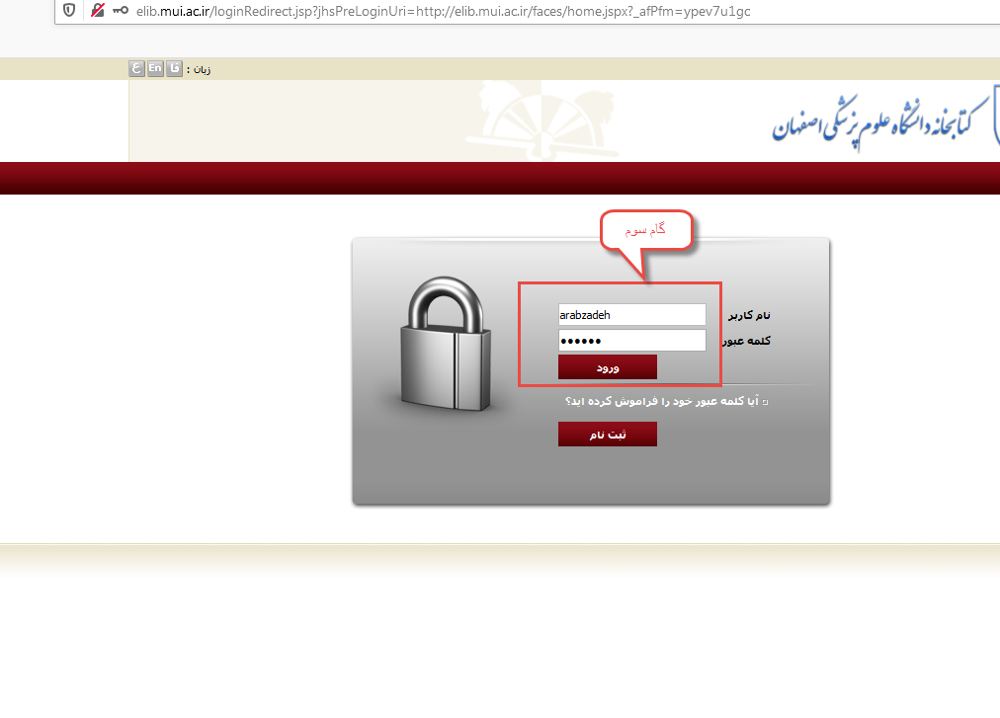 elib.mui.ac.ir/loginRedirect.jsp?jhsPreLoginUri=http://elib.mui.ac.ir/faces/home.jspx?_afPfm=ypev7u1gc
زبان : فا En ع
کتابخانه دانشگاه علوم پزشکی اصفهان
گام سوم
نام کاربر arabzadeh
کلمه عبور ••••••
ورود
آیا کلمه عبور خود را فراموش کرده اید؟
ثبت نام